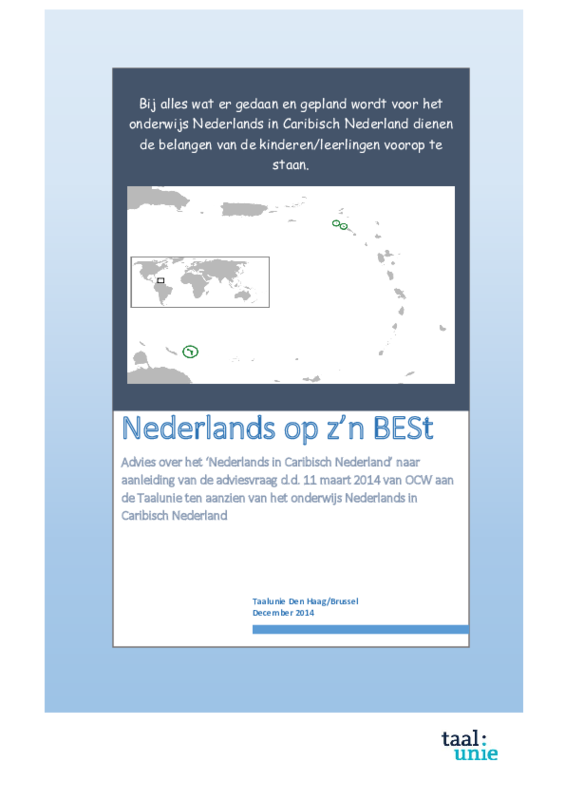 Bij alles wat er gedaan en gepland wordt voor het
onderwijs Nederlands in Caribisch Nederland dienen
de belangen van de kinderen/leerlingen voorop te
staan.
Nederlands op z’n BESt
Advies over het ‘Nederlands in Caribisch Nederland’ naar
aanleiding van de adviesvraag d.d. 11 maart 2014 van OCW aan
de Taalunie ten aanzien van het onderwijs Nederlands in
Caribisch Nederland
Taalunie Den Haag/Brussel
December 2014
taal:
unie